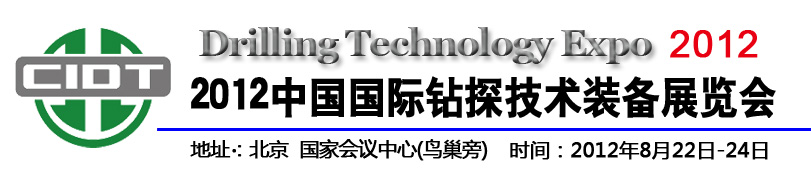 CIDT
Drilling Technology Expo 2012
2012中国国际钻探技术装备展览会
地址·: 北京 国家会议中心(鸟巢旁) 时间：2012年8月22日-24日